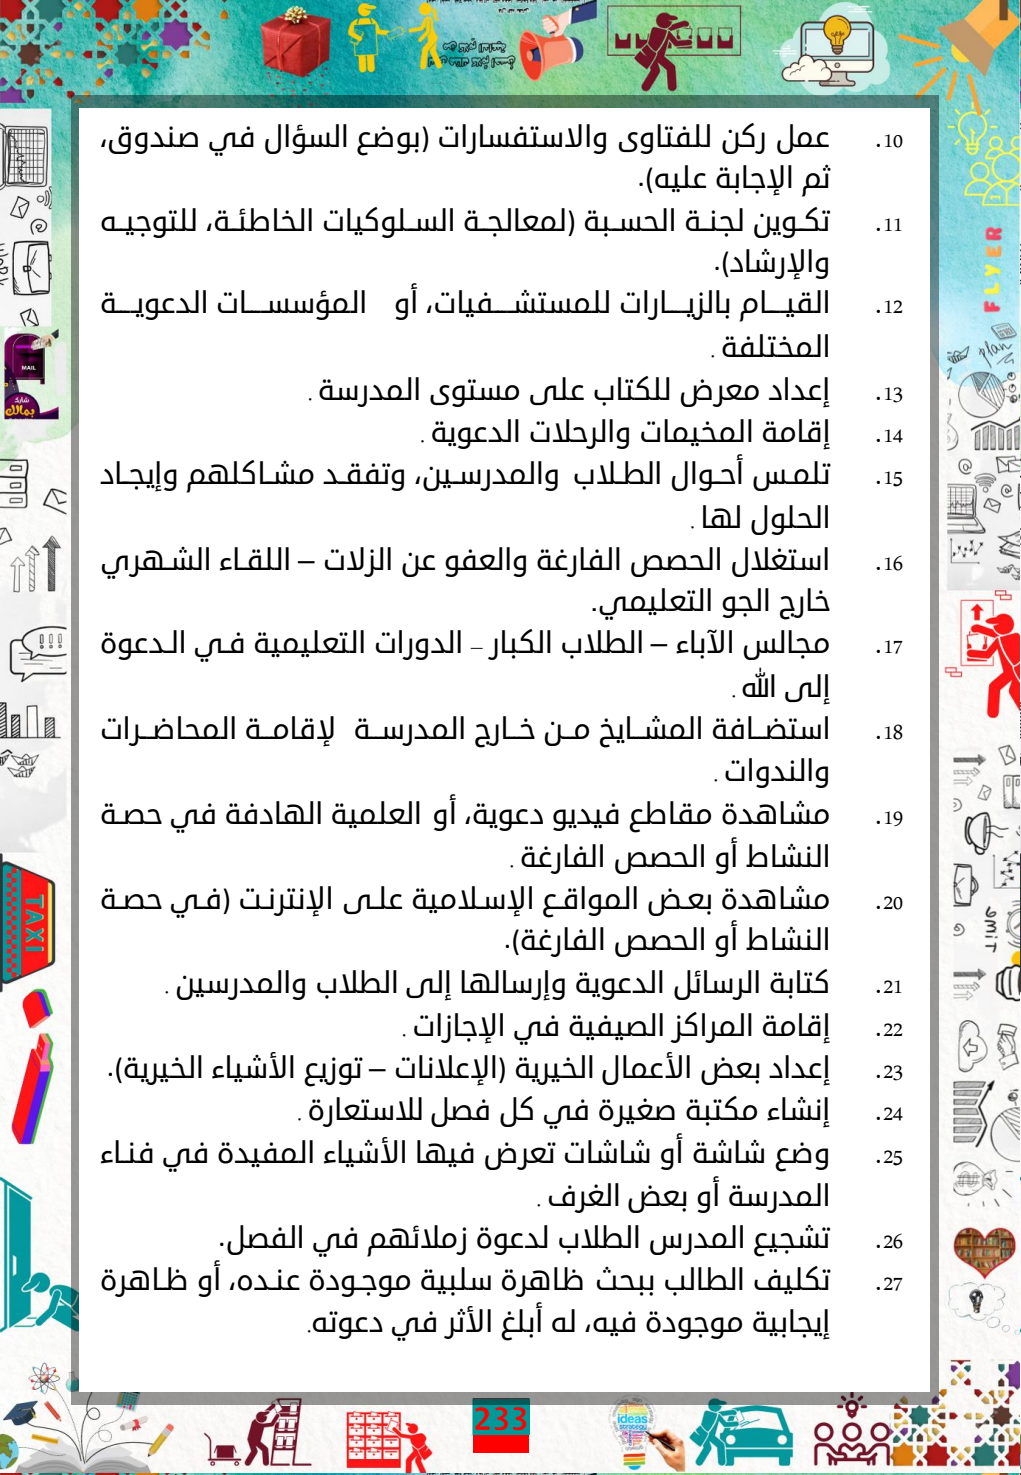 10. عمل ركن للفتاوى والاستفسارات (بوضع السؤال في صندوق،
ثم الإجابة عليه).
11. تكوين لجنة الحسبة (لمعالجة السلوكيات الخاطئة، للتوجيه
والإرشاد).
12. القيام بالزيارات للمستشفيات، أو المؤسسات الدعوية
المختلفة .
13. إعداد معرض للكتاب على مستوى المدرسة .
14. إقامة المخيمات والرحلات الدعوية .
15. تلمس أحوال الطلاب والمدرسين، وتفقد مشاكلهم وإيجاد
الحلول لها .
16. استغلال الحصص الفارغة والعفو عن الزلات – اللقاء الشهري
خارج الجو التعليمي.
17. مجالس الآباء – الطلاب الكبار – الدورات التعليمية في الدعوة
إلى الله .
18. استضافة المشايخ من خارج المدرسة لإقامة المحاضرات
والندوات .
19. مشاهدة مقاطع فيديو دعوية، أو العلمية الهادفة في حصة
النشاط أو الحصص الفارغة .
20. مشاهدة بعض المواقع الإسلامية على الإنترنت (في حصة
النشاط أو الحصص الفارغة).
21. كتابة الرسائل الدعوية وإرسالها إلى الطلاب والمدرسين .
22. إقامة المراكز الصيفية في الإجازات .
23. إعداد بعض الأعمال الخيرية (الإعلانات – توزيع الأشياء الخيرية).
24. إنشاء مكتبة صغيرة في كل فصل للاستعارة .
25. وضع شاشة أو شاشات تعرض فيها الأشياء المفيدة في فناء
المدرسة أو بعض الغرف .
26. تشجيع المدرس الطلاب لدعوة زملائهم في الفصل.
27. تكليف الطالب ببحث ظاهرة سلبية موجودة عنده، أو ظاهرة
إيجابية موجودة فيه، له أبلغ الأثر في دعوته.
233
FLYER
plan
MAIL
شارك
بمالك
TAXI
ideas
strategy